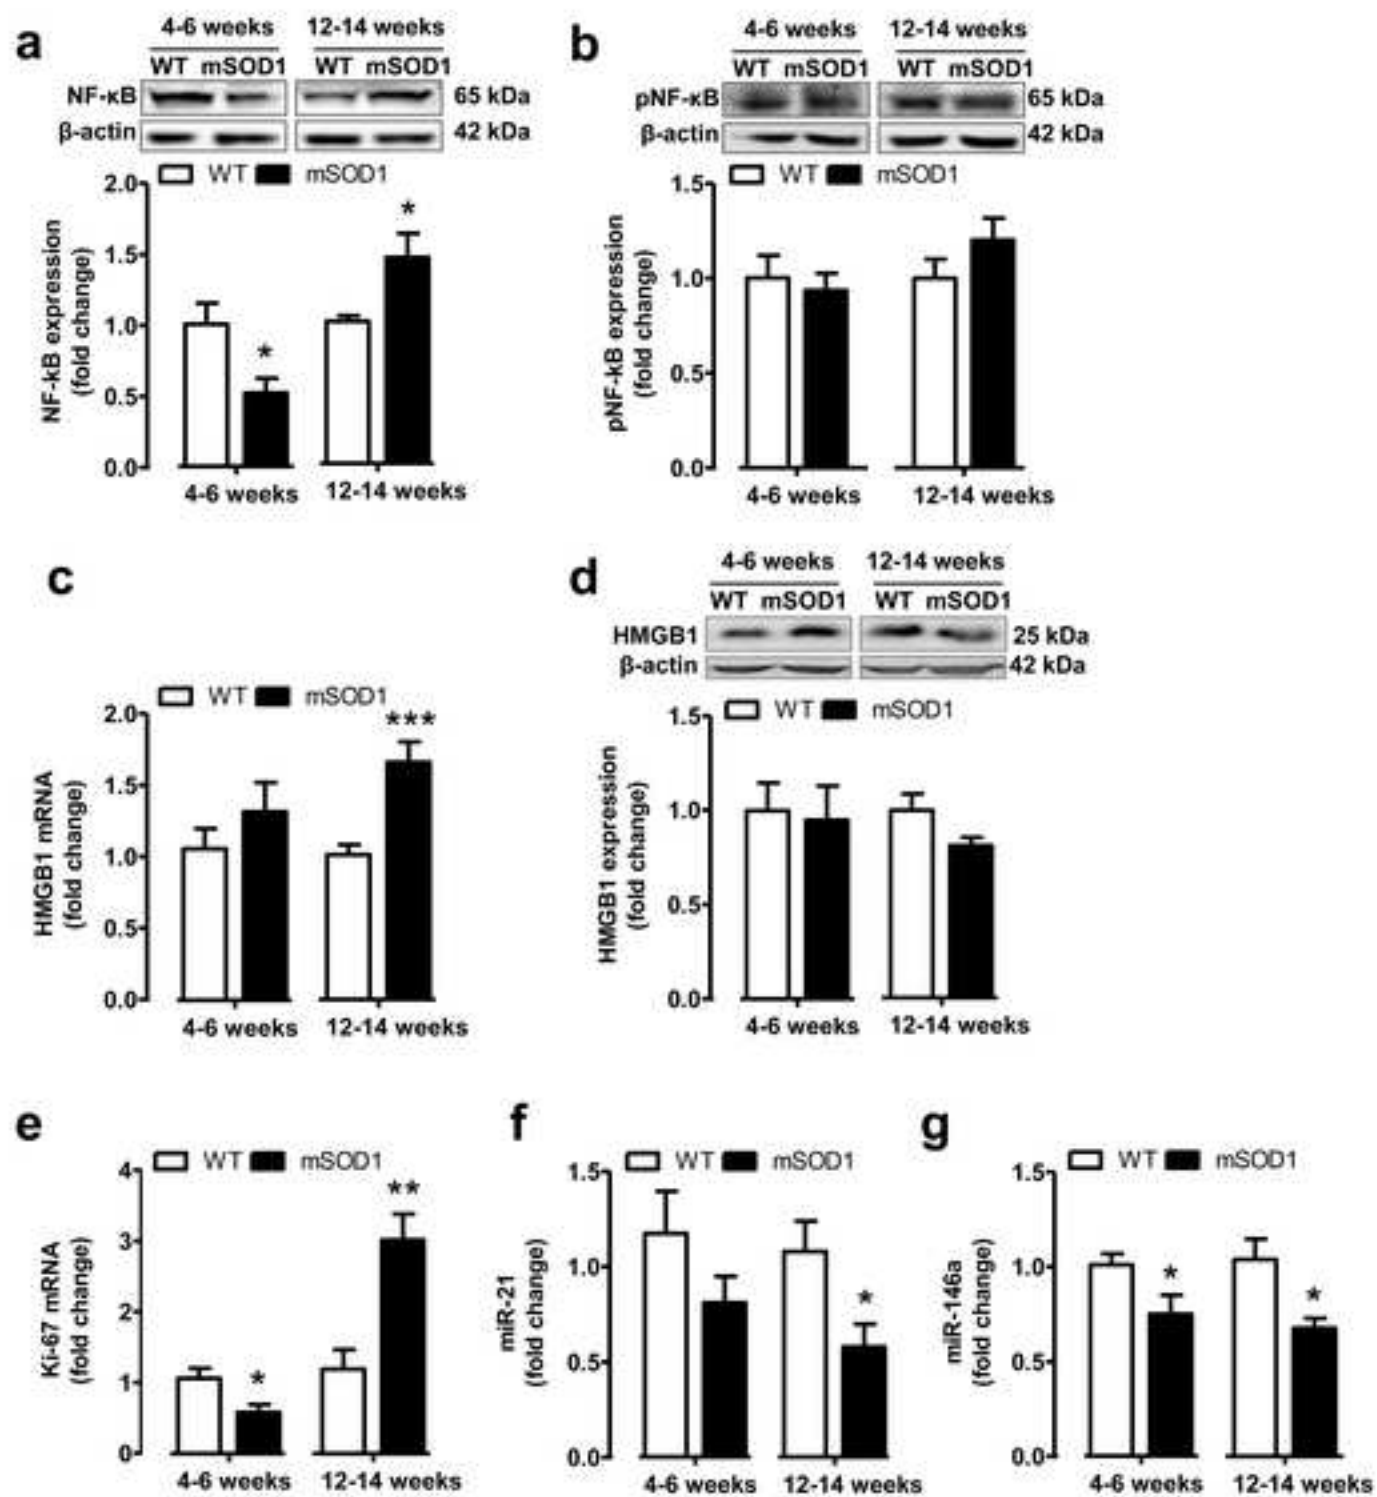 a
4-6 weeks 12-14 weeks
WT mSOD1 WT mSOD1
NF-κB 65 kDa
β-actin 42 kDa
WT mSOD1
2.0
1.5
1.0
0.5
0.0
NF-kB expression
(fold change)
*
*
4-6 weeks 12-14 weeks
b
4-6 weeks 12-14 weeks
WT mSOD1 WT mSOD1
pNF-κB 65 kDa
β-actin 42 kDa
WT mSOD1
1.5
1.0
0.5
0.0
pNF-kB expression
(fold change)
4-6 weeks 12-14 weeks
c
WT mSOD1
2.0
1.5
1.0
0.5
0.0
HMGB1 mRNA
(fold change)
***
4-6 weeks 12-14 weeks
d
4-6 weeks 12-14 weeks
WT mSOD1 WT mSOD1
HMGB1 25 kDa
β-actin 42 kDa
WT mSOD1
1.5
1.0
0.5
0.0
HMGB1 expression
(fold change)
4-6 weeks 12-14 weeks
e
WT mSOD1
4
3
2
1
0
Ki-67 mRNA
(fold change)
*
**
4-6 weeks 12-14 weeks
f
WT mSOD1
1.5
1.0
0.5
0.0
miR-21
(fold change)
*
4-6 weeks 12-14 weeks
g
WT mSOD1
1.5
1.0
0.5
0.0
miR-146a
(fold change)
*
*
4-6 weeks 12-14 weeks